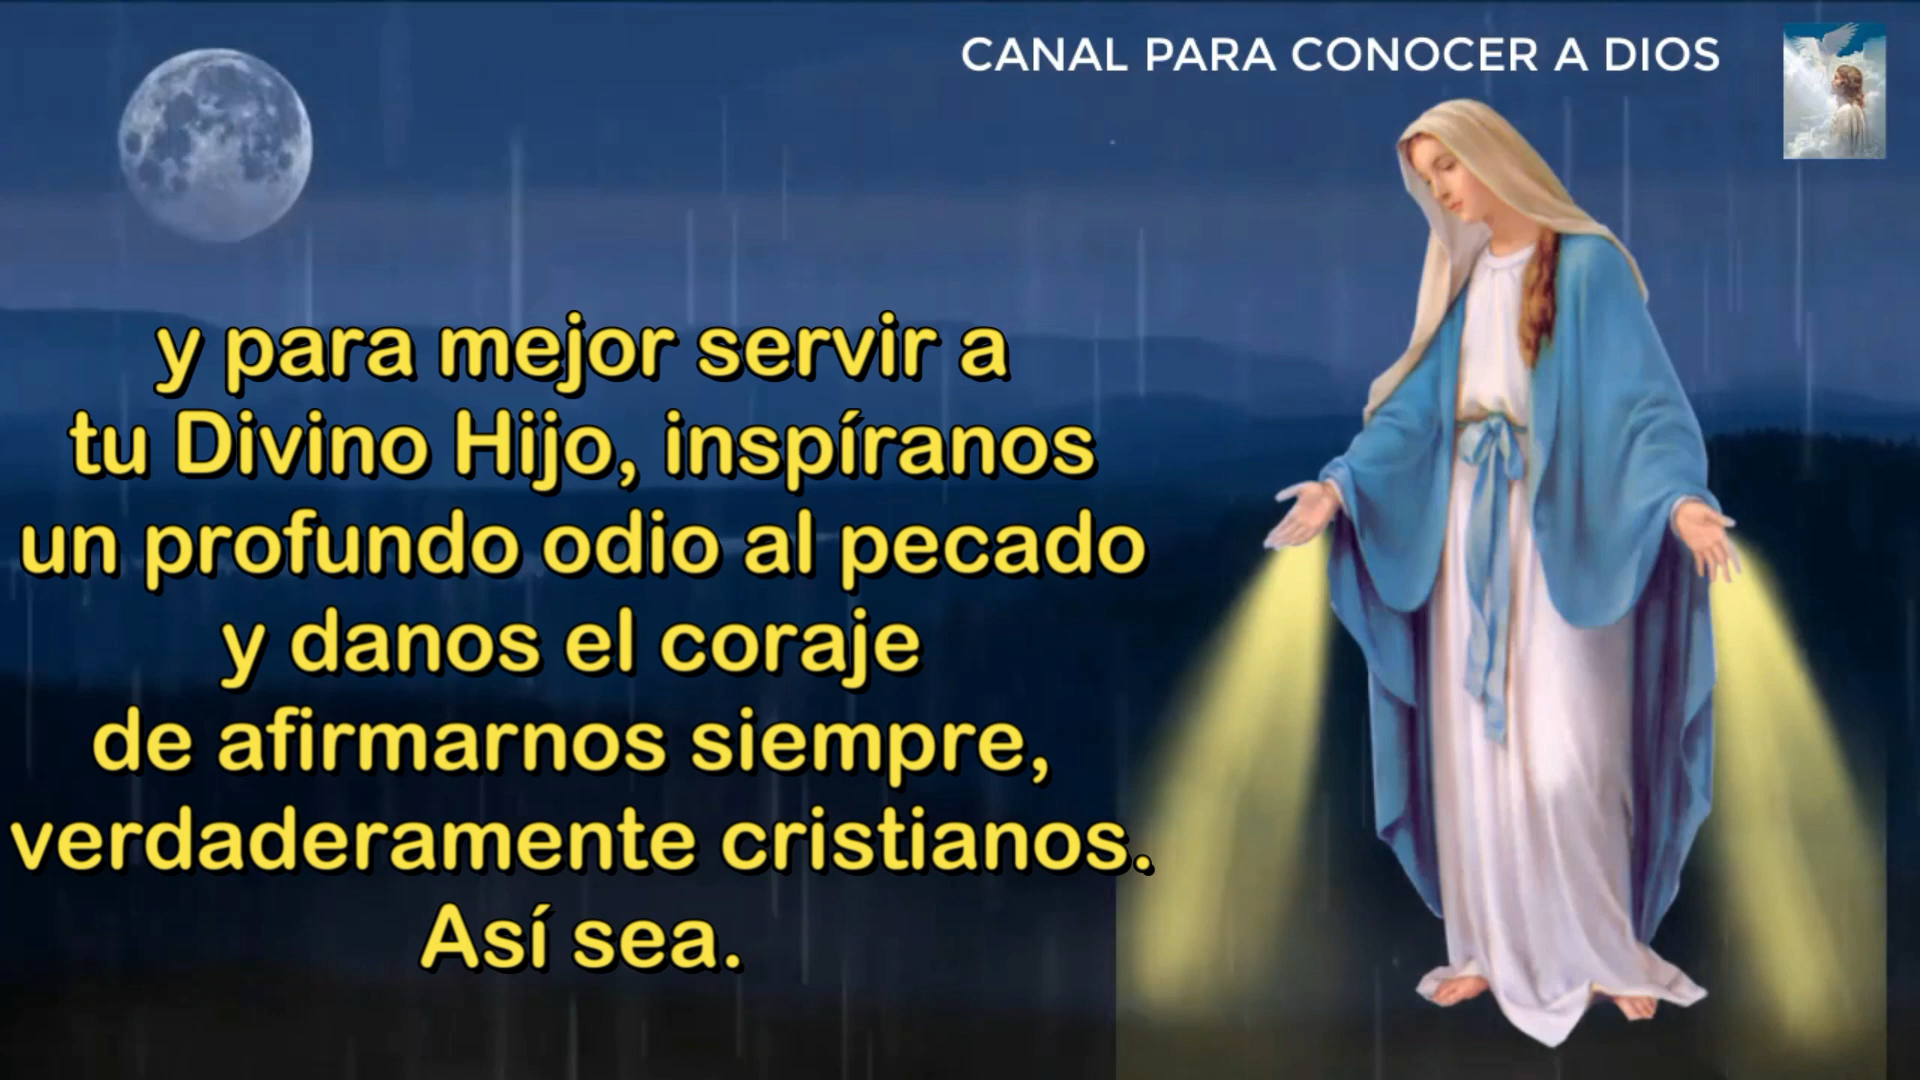 CANAL PARA CONOCER A DIOS
y para mejor servir a
tu Divino Hijo, inspíranos
un profundo odio al pecado
y danos el coraje
de afirmarnos siempre,
verdaderamente cristianos.
Así sea.